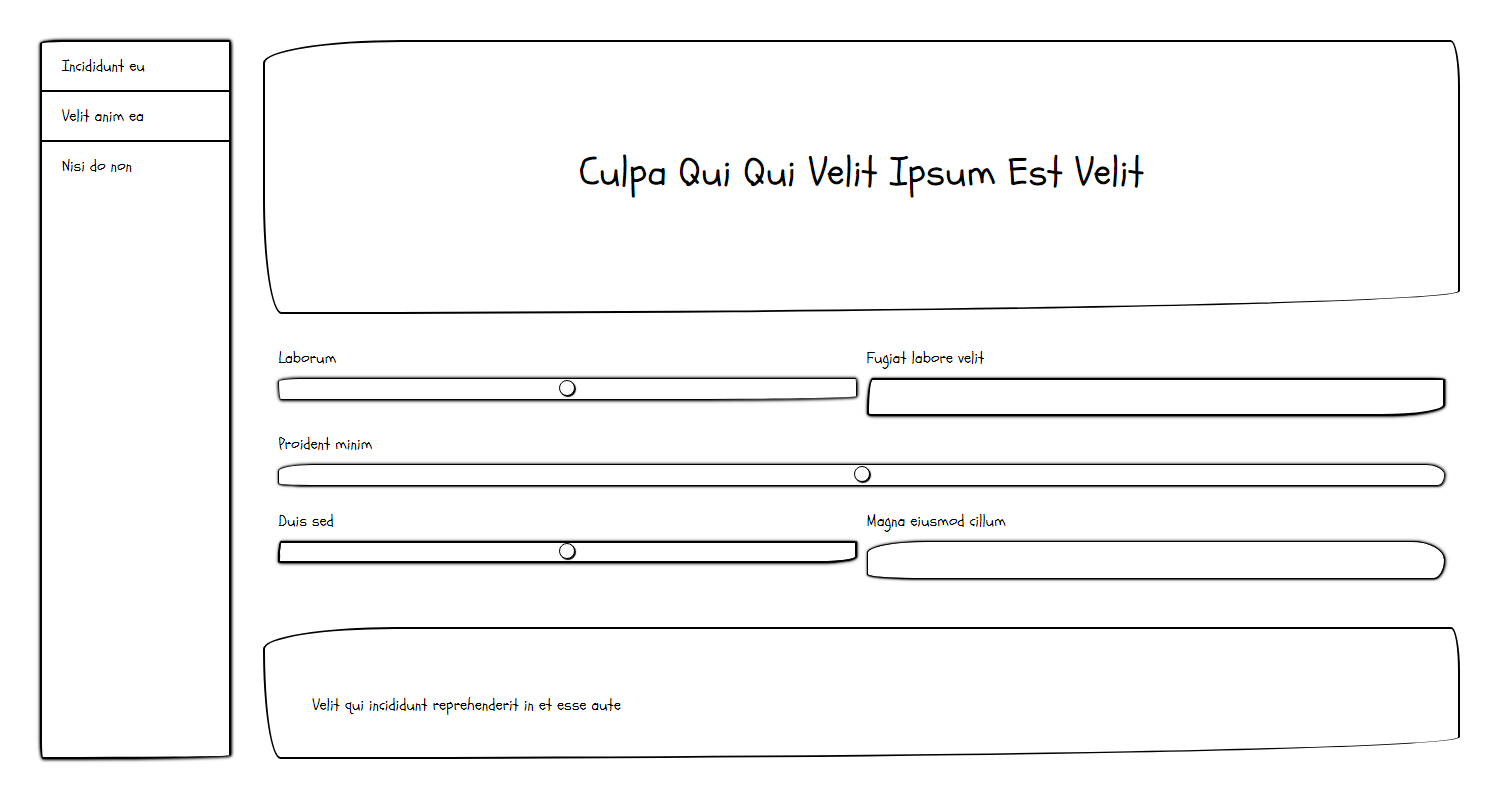 Incididunt eu
Velit anim ea
Nisi do non
Culpa Qui Qui Velit Ipsum Est Velit
Laborum
Fugiat labore velit
Proident minim
Duis sed
Magna eiusmod cillum
Velit qui incididunt reprehenderit in et esse aute